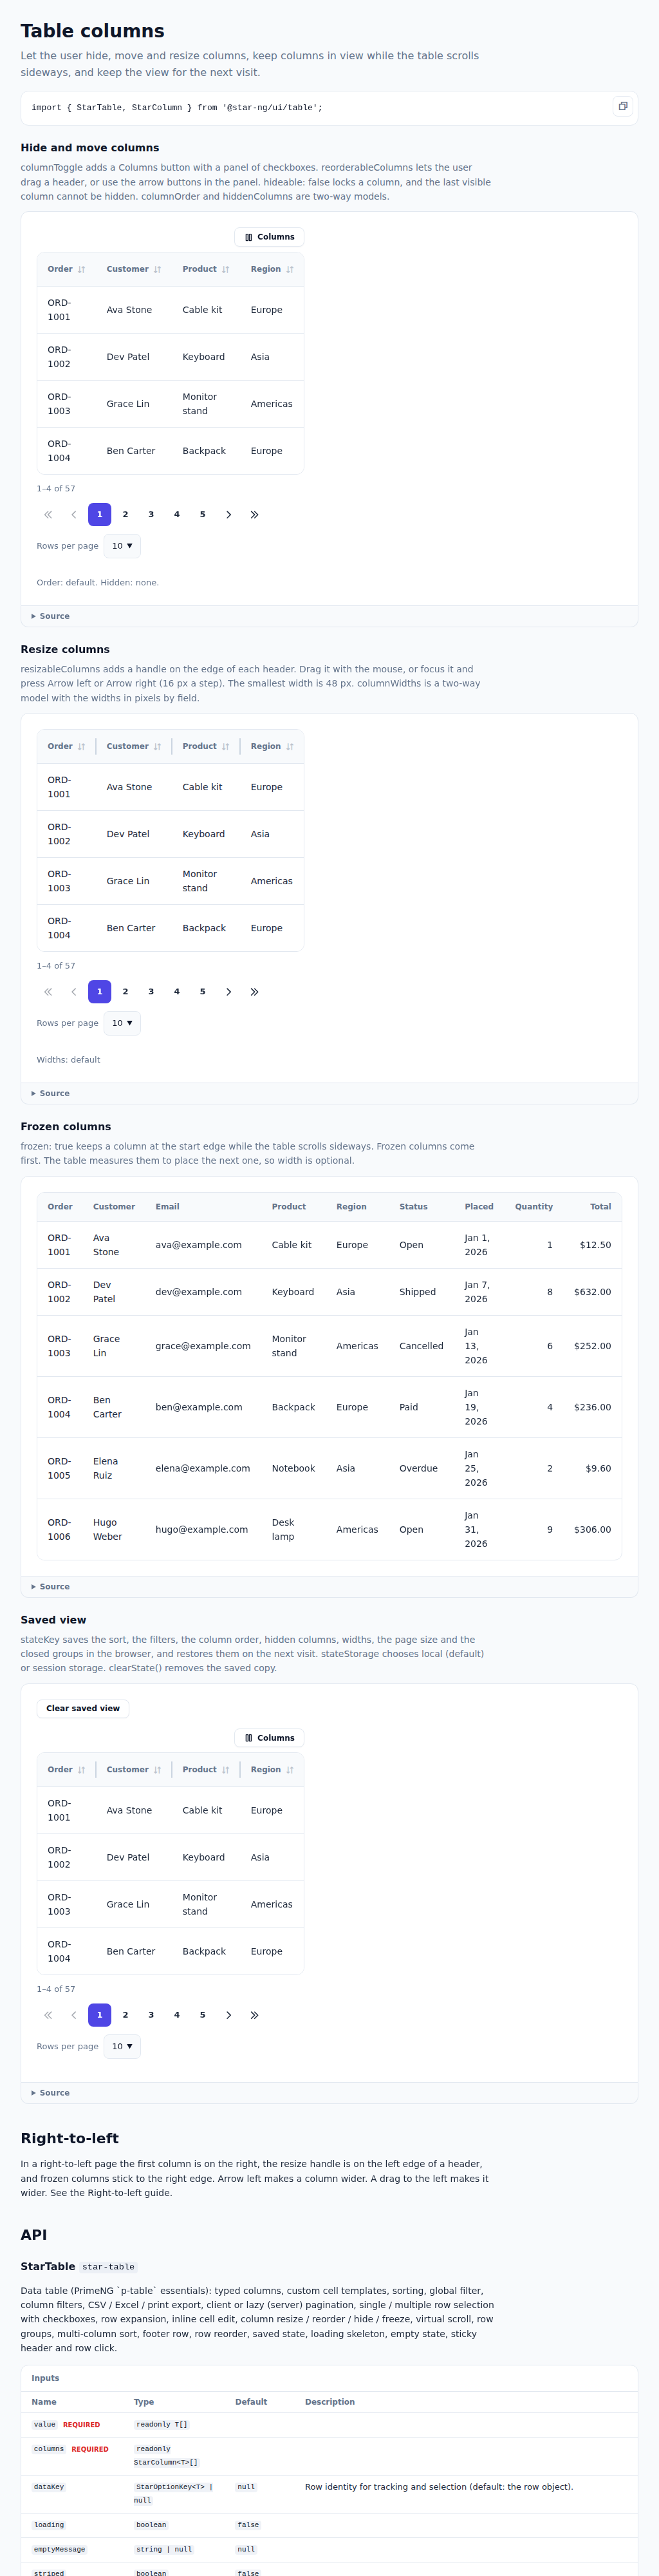 Table columns
Let the user hide, move and resize columns, keep columns in view while the table scrolls
sideways, and keep the view for the next visit.
import { StarTable, StarColumn } from '@star-ng/ui/table';
Hide and move columns
columnToggle adds a Columns button with a panel of checkboxes. reorderableColumns lets the user
drag a header, or use the arrow buttons in the panel. hideable: false locks a column, and the last visible
column cannot be hidden. columnOrder and hiddenColumns are two-way models.
Columns
Order Customer Product Region
ORD-
1001 Ava Stone Cable kit Europe
ORD-
1002 Dev Patel Keyboard Asia
ORD-
1003 Grace Lin Monitor
stand Americas
ORD-
1004 Ben Carter Backpack Europe
1–4 of 57
1 2 3 4 5
Rows per page 10
Order: default. Hidden: none.
Source
Resize columns
resizableColumns adds a handle on the edge of each header. Drag it with the mouse, or focus it and
press Arrow left or Arrow right (16 px a step). The smallest width is 48 px. columnWidths is a two-way
model with the widths in pixels by field.
Order Customer Product Region
ORD-
1001 Ava Stone Cable kit Europe
ORD-
1002 Dev Patel Keyboard Asia
ORD-
1003 Grace Lin Monitor
stand Americas
ORD-
1004 Ben Carter Backpack Europe
1–4 of 57
1 2 3 4 5
Rows per page 10
Widths: default
Source
Frozen columns
frozen: true keeps a column at the start edge while the table scrolls sideways. Frozen columns come
first. The table measures them to place the next one, so width is optional.
Order Customer Email Product Region Status Placed Quantity Total
ORD-
1001 Ava
Stone ava@example.com Cable kit Europe Open Jan 1,
2026 1 $12.50
ORD-
1002 Dev
Patel dev@example.com Keyboard Asia Shipped Jan 7,
2026 8 $632.00
ORD-
1003 Grace
Lin grace@example.com Monitor
stand Americas Cancelled Jan
13,
2026 6 $252.00
ORD-
1004 Ben
Carter ben@example.com Backpack Europe Paid Jan
19,
2026 4 $236.00
ORD-
1005 Elena
Ruiz elena@example.com Notebook Asia Overdue Jan
25,
2026 2 $9.60
ORD-
1006 Hugo
Weber hugo@example.com Desk
lamp Americas Open Jan
31,
2026 9 $306.00
Source
Saved view
stateKey saves the sort, the filters, the column order, hidden columns, widths, the page size and the
closed groups in the browser, and restores them on the next visit. stateStorage chooses local (default)
or session storage. clearState() removes the saved copy.
Clear saved view
Columns
Order Customer Product Region
ORD-
1001 Ava Stone Cable kit Europe
ORD-
1002 Dev Patel Keyboard Asia
ORD-
1003 Grace Lin Monitor
stand Americas
ORD-
1004 Ben Carter Backpack Europe
1–4 of 57
1 2 3 4 5
Rows per page 10
Source
Right-to-left
In a right-to-left page the first column is on the right, the resize handle is on the left edge of a header,
and frozen columns stick to the right edge. Arrow left makes a column wider. A drag to the left makes it
wider. See the Right-to-left guide.
API
StarTable star-table
Data table (PrimeNG `p-table` essentials): typed columns, custom cell templates, sorting, global filter,
column filters, CSV / Excel / print export, client or lazy (server) pagination, single / multiple row selection
with checkboxes, row expansion, inline cell edit, column resize / reorder / hide / freeze, virtual scroll, row
groups, multi-column sort, footer row, row reorder, saved state, loading skeleton, empty state, sticky
header and row click.
Inputs
Name Type Default Description
value REQUIRED readonly T[]
columns REQUIRED readonly
StarColumn<T>[]
dataKey StarOptionKey<T> |
null null Row identity for tracking and selection (default: the row object).
loading boolean false
emptyMessage string | null null
striped boolean false